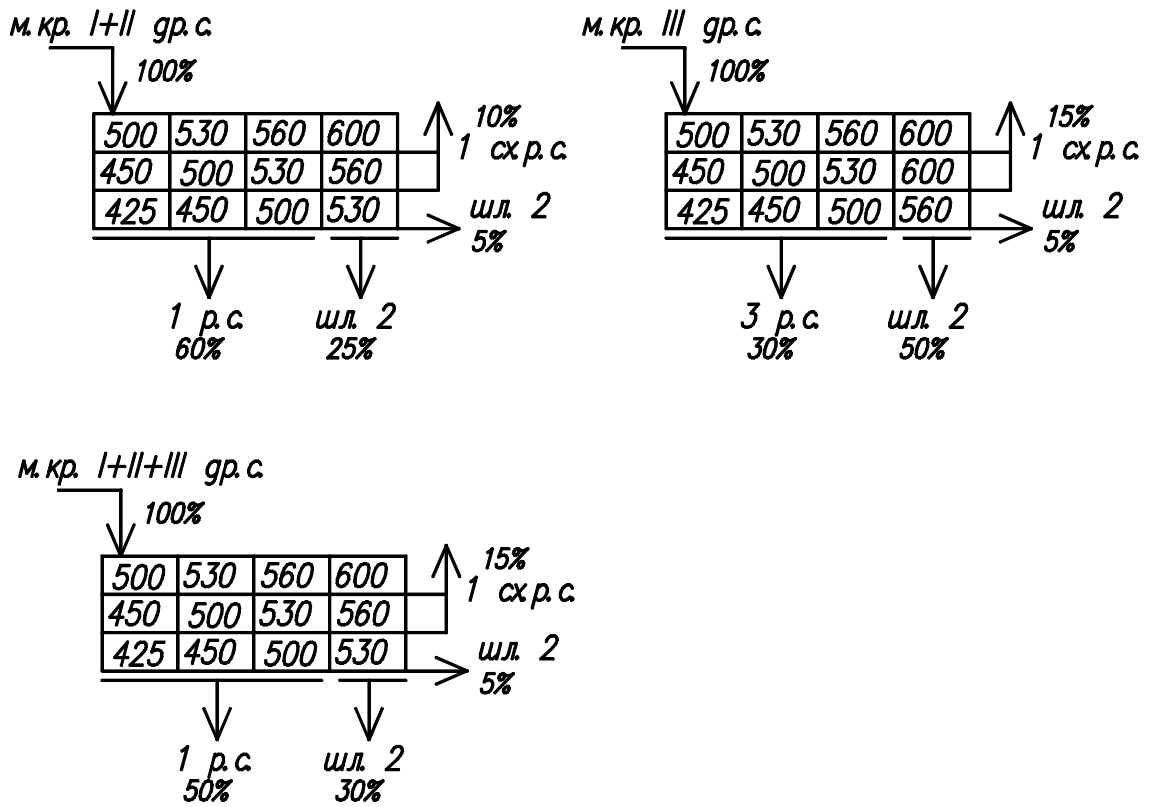 м.кр. I+II др.с.
100%
500 530 560 600
450 500 530 560
425 450 500 530
10%
1 сх р.с.
шл. 2
5%
1 р.с.
60%
шл. 2
25%
м.кр. III др.с.
100%
500 530 560 600
450 500 530 600
425 450 500 560
15%
1 сх р.с.
шл. 2
5%
3 р.с.
30%
шл. 2
50%
м.кр. I+II+III др.с.
100%
500 530 560 600
450 500 530 560
425 450 500 530
15%
1 сх р.с.
шл. 2
5%
1 р.с.
50%
шл. 2
30%